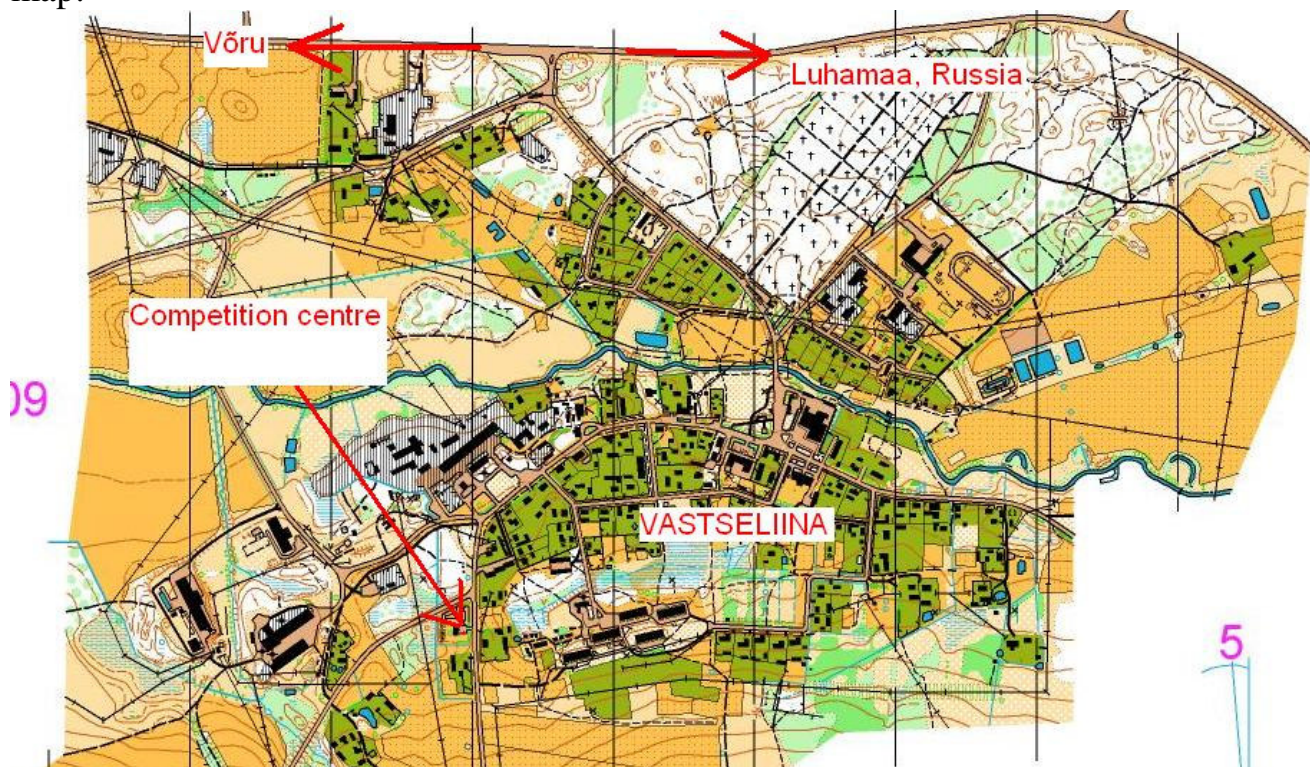 map.
Võru
Luhamaa, Russia
Competition centre
09
VASTSELIINA
5